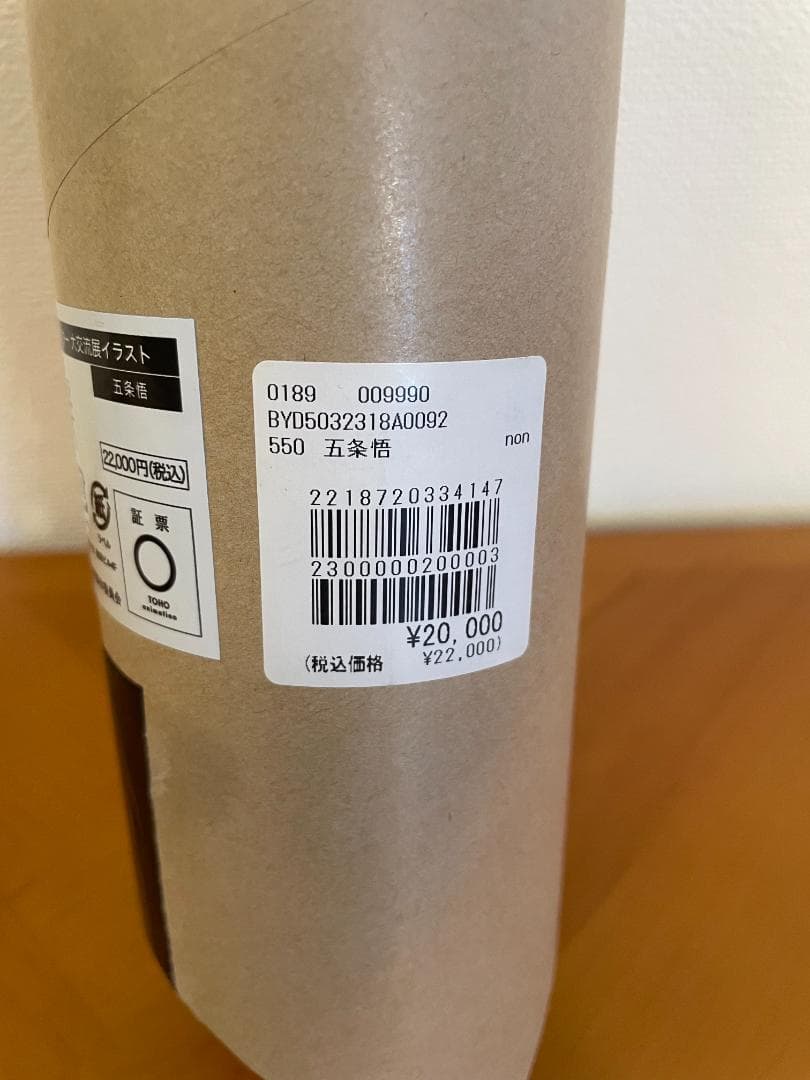 大交流展イラスト
五条悟
22,000円(税込)
証票
TOHO
animation
0189 009990
BYD5032318A0092
550 五条悟 non
2218720334147
2300000200003
¥20,000
(税込価格 ¥22,000)